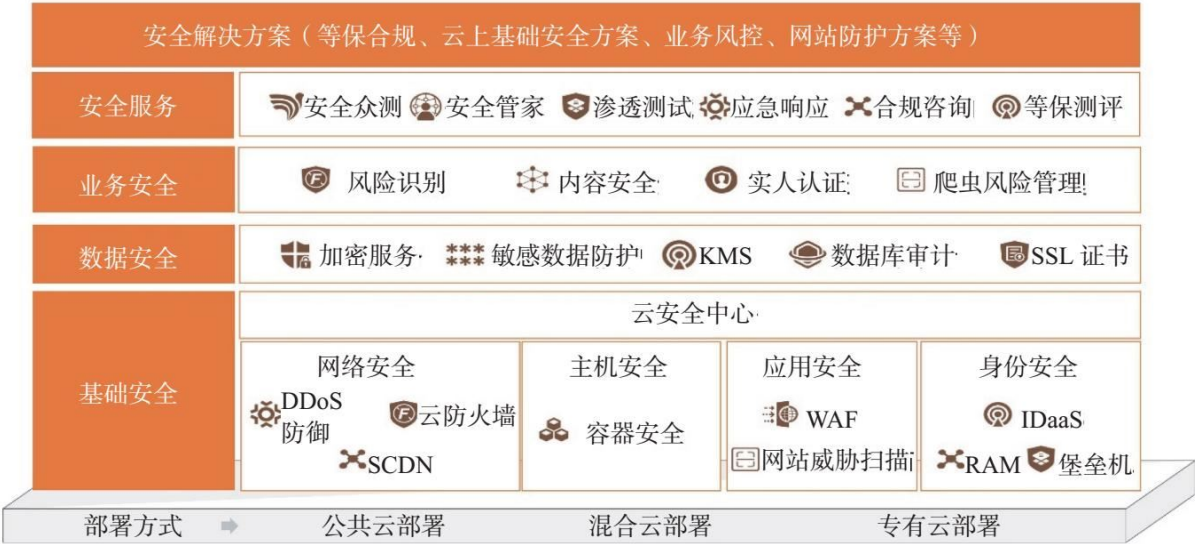 安全解决方案（等保合规、云上基础安全方案、业务风控、网站防护方案等）
安全服务
安全众测 安全管家 渗透测试 应急响应 合规咨询 等保测评
业务安全
风险识别 内容安全 实人认证 爬虫风险管理
数据安全
加密服务 敏感数据防护 KMS 数据库审计 SSL 证书
基础安全
云安全中心
网络安全
DDoS
防御
云防火墙
SCDN
主机安全
容器安全
应用安全
WAF
网站威胁扫描
身份安全
IDaaS
RAM 堡垒机
部署方式 公共云部署 混合云部署 专有云部署